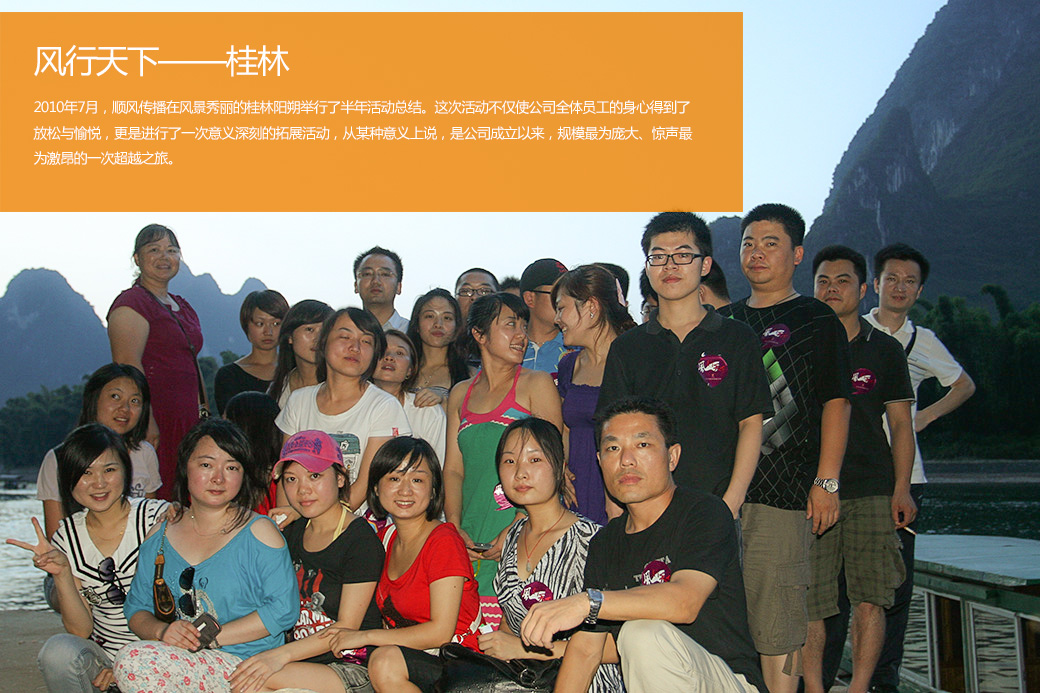 风行天下——桂林
2010年7月，顺风传播在风景秀丽的桂林阳朔举行了半年活动总结。这次活动不仅使公司全体员工的身心得到了
放松与愉悦，更是进行了一次意义深刻的拓展活动，从某种意义上说，是公司成立以来，规模最为庞大、惊声最
为激昂的一次超越之旅。